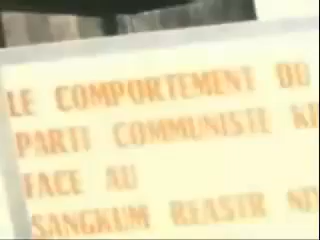 LE COMPORTEMENT DU
PARTI COMMUNISTE
FACE AU
SANGKUM REASTR